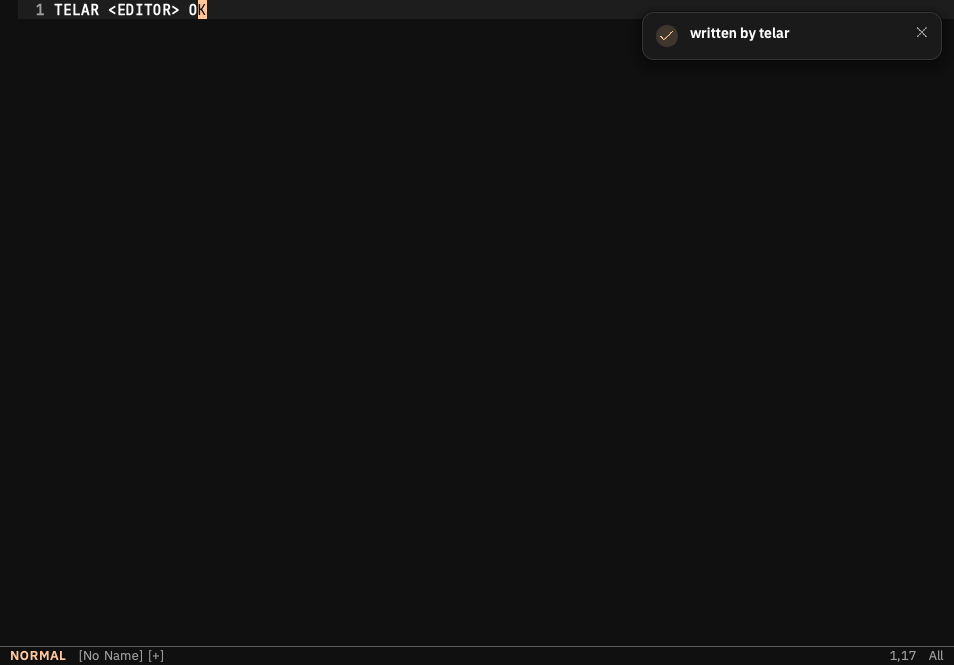 1 TELAR <EDITOR> OK
written by telar
NORMAL [No Name] [+] 1,17 All